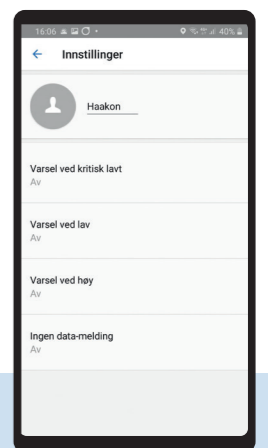 16:06
40%
Innstillinger
Haakon
Varsel ved kritisk lavt
Av
Varsel ved lav
Av
Varsel ved høy
Av
Ingen data-melding
Av